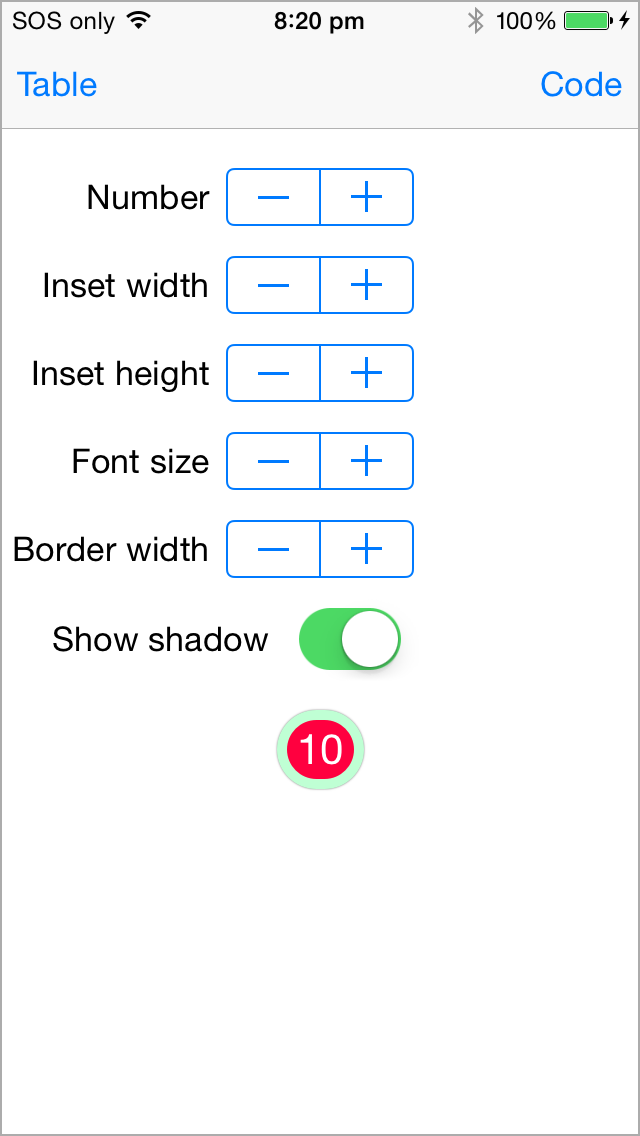 SOS only 8:20 pm 100%
Table Code
Number
Inset width
Inset height
Font size
Border width
Show shadow
10